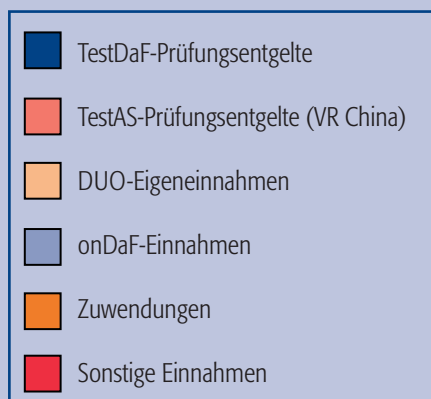 TestDaF-Prüfungsentgelte
TestAS-Prüfungsentgelte (VR China)
DUO-Eigeneinnahmen
onDaF-Einnahmen
Zuwendungen
Sonstige Einnahmen